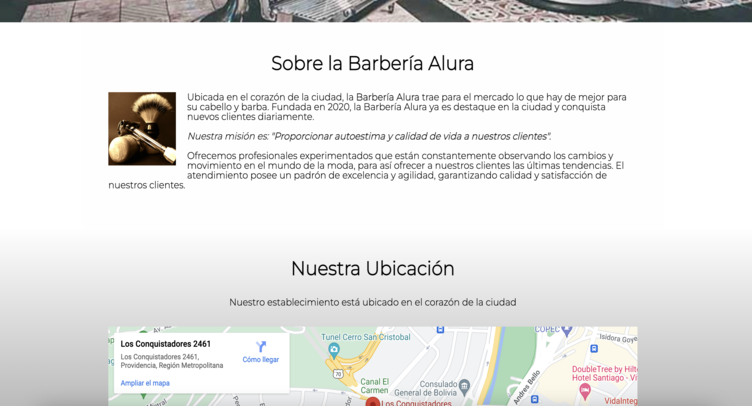 Sobre la Barbería Alura
Ubicada en el corazón de la ciudad, la Barbería Alura trae para el mercado lo que hay de mejor para
su cabello y barba. Fundada en 2020, la Barbería Alura ya es destaque en la ciudad y conquista
nuevos clientes diariamente.
Nuestra misión es: "Proporcionar autoestima y calidad de vida a nuestros clientes".
Ofrecemos profesionales experimentados que están constantemente observando los cambios y
movimiento en el mundo de la moda, para así ofrecer a nuestros clientes las últimas tendencias. El
atendimiento posee un padrón de excelencia y agilidad, garantizando calidad y satisfacción de
nuestros clientes.
Nuestra Ubicación
Nuestro establecimiento está ubicado en el corazón de la ciudad
Los Conquistadores 2461
Los Conquistadores 2461,
Providencia, Región Metropolitana
Cómo llegar
Ampliar el mapa
Av
Túnel Cerro San Cristobal
COPEC
Isidora Goye
70
Canal El
Carmen
Consulado
General de Bolivia
Andrés Bello
DoubleTree by Hilt
Hotel Santiago - Vi
VidaInteg
Los Conquistadores